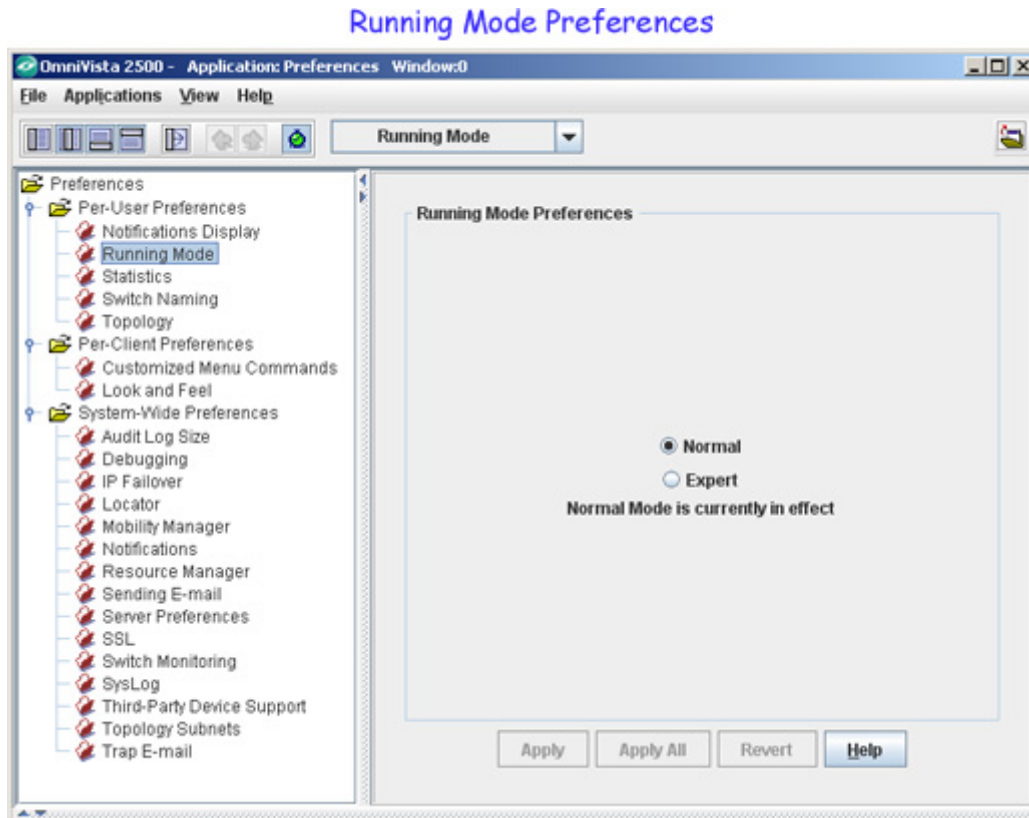 Running Mode Preferences
OmniVista 2500 - Application: Preferences Window:0
File Applications View Help
Running Mode
Preferences
Per-User Preferences
Notifications Display
Running Mode
Statistics
Switch Naming
Topology
Per-Client Preferences
Customized Menu Commands
Look and Feel
System-Wide Preferences
Audit Log Size
Debugging
IP Failover
Locator
Mobility Manager
Notifications
Resource Manager
Sending E-mail
Server Preferences
SSL
Switch Monitoring
SysLog
Third-Party Device Support
Topology Subnets
Trap E-mail
Running Mode Preferences
Normal
Expert
Normal Mode is currently in effect
Apply Apply All Revert Help